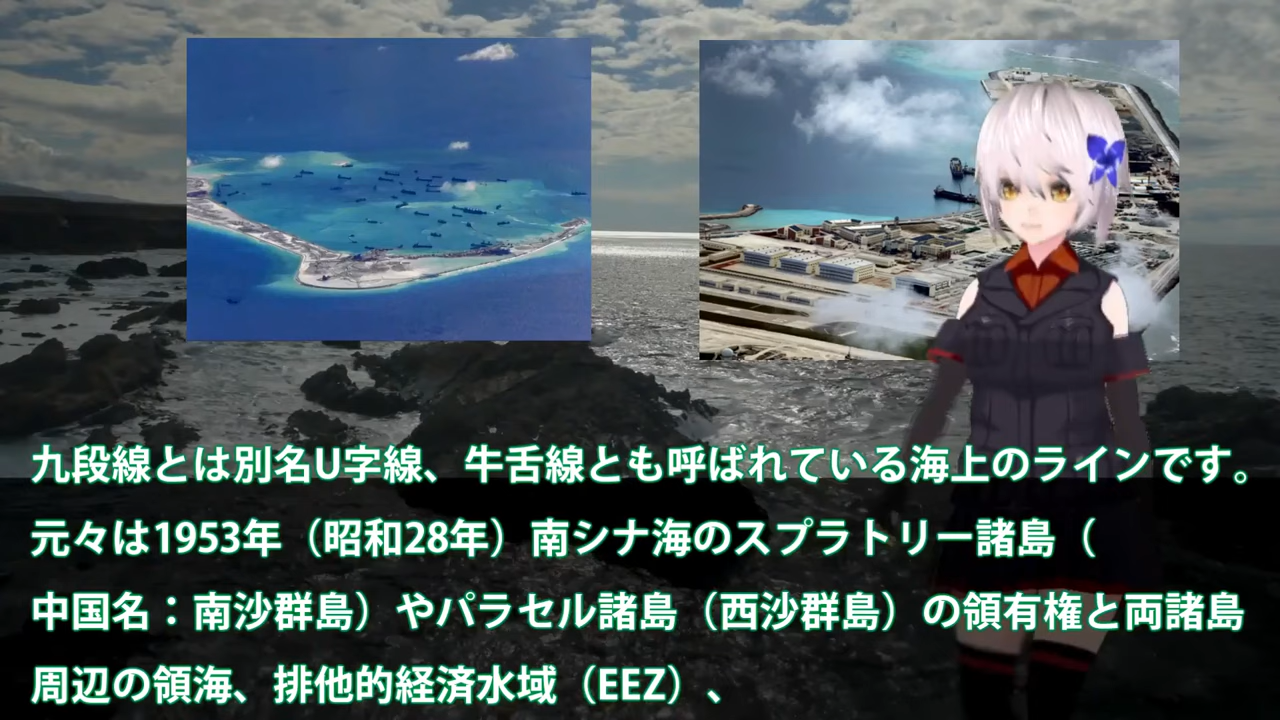 九段線とは別名U字線、牛舌線とも呼ばれている海上のラインです。
元々は1953年（昭和28年）南シナ海のスプラトリー諸島（
中国名：南沙群島）やパラセル諸島（西沙群島）の領有権と両諸島
周辺の領海、排他的経済水域（EEZ）、